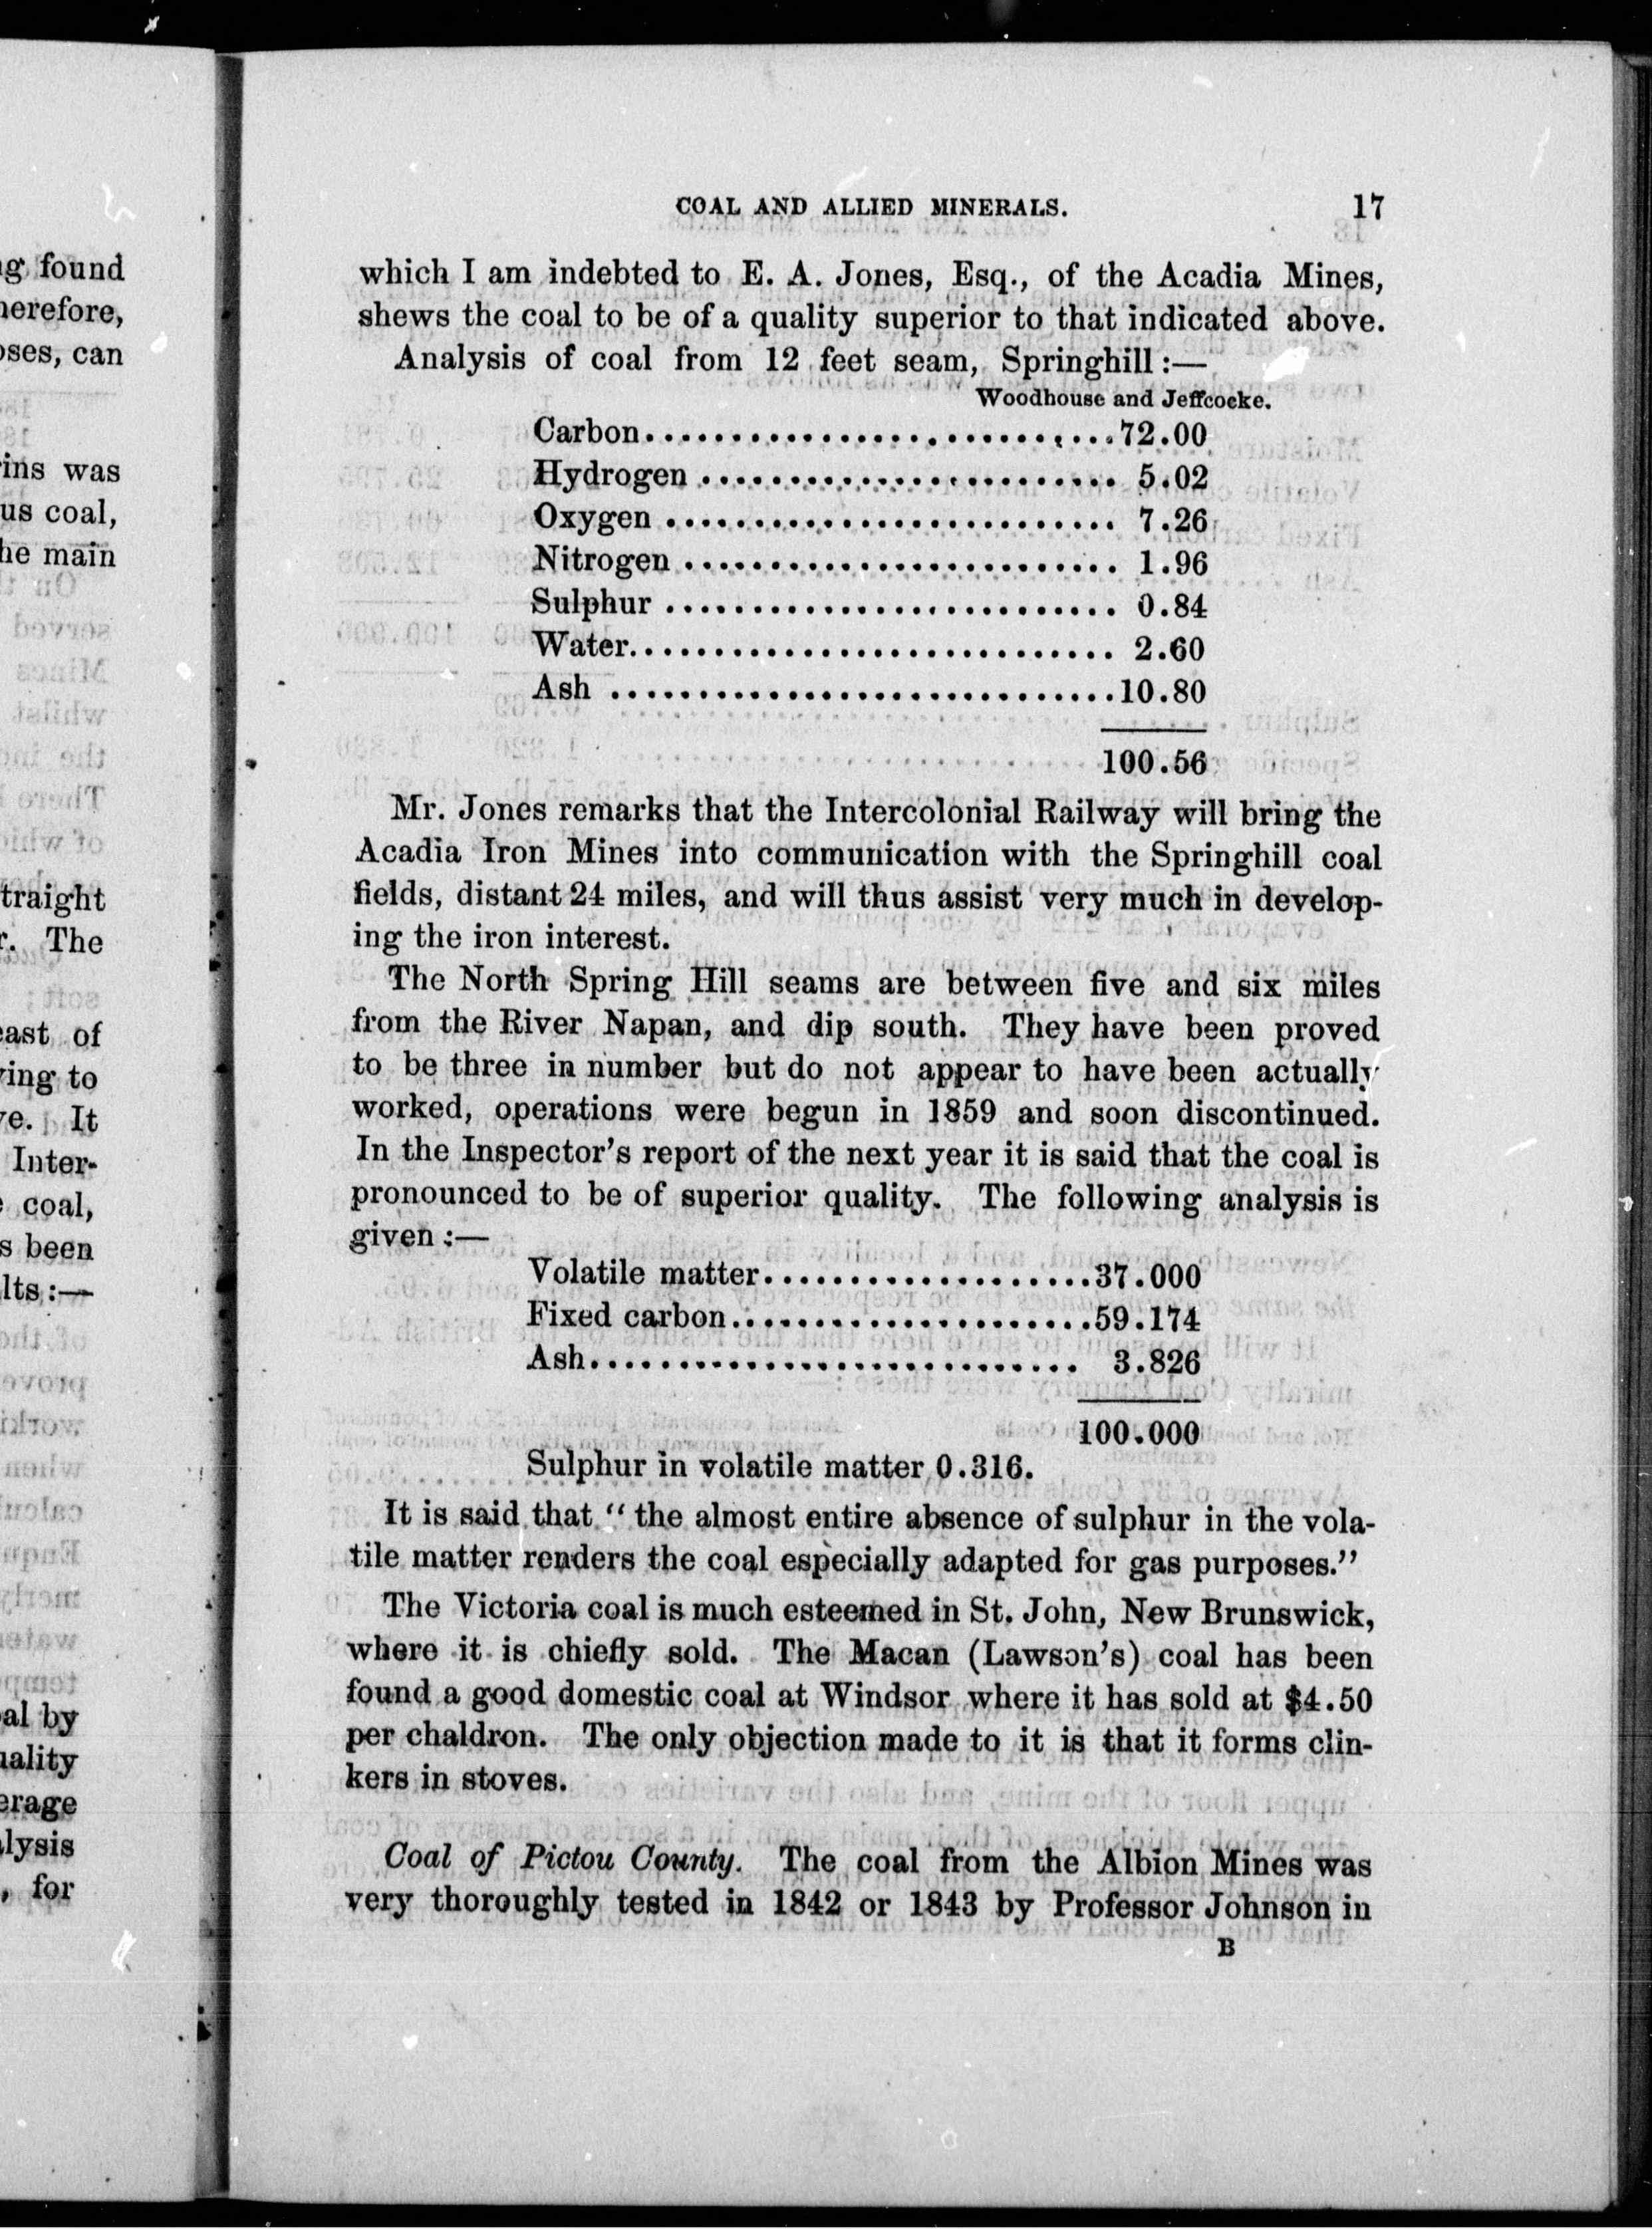 COAL AND ALLIED MINERALS. 17
which I am indebted to E. A. Jones, Esq., of the Acadia Mines,
shews the coal to be of a quality superior to that indicated above.
Analysis of coal from 12 feet seam, Springhill :—
Woodhouse and Jeffcocke.
Carbon..............................72.00
Hydrogen ......................... 5.02
Oxygen ........................... 7.26
Nitrogen .......................... 1.96
Sulphur ........................... 0.84
Water............................. 2.60
Ash ..............................10.80
100.56
Mr. Jones remarks that the Intercolonial Railway will bring the
Acadia Iron Mines into communication with the Springhill coal
fields, distant 24 miles, and will thus assist very much in develop-
ing the iron interest.
The North Spring Hill seams are between five and six miles
from the River Napan, and dip south. They have been proved
to be three in number but do not appear to have been actually
worked, operations were begun in 1859 and soon discontinued.
In the Inspector's report of the next year it is said that the coal is
pronounced to be of superior quality. The following analysis is
given :—
Volatile matter....................37.000
Fixed carbon......................59.174
Ash............................. 3.826
100.000
Sulphur in volatile matter 0.316.
It is said that “ the almost entire absence of sulphur in the vola-
tile matter renders the coal especially adapted for gas purposes.”
The Victoria coal is much esteemed in St. John, New Brunswick,
where it is chiefly sold. The Macan (Lawson's) coal has been
found a good domestic coal at Windsor where it has sold at $4.50
per chaldron. The only objection made to it is that it forms clin-
kers in stoves.
Coal of Pictou County. The coal from the Albion Mines was
very thoroughly tested in 1842 or 1843 by Professor Johnson in
B